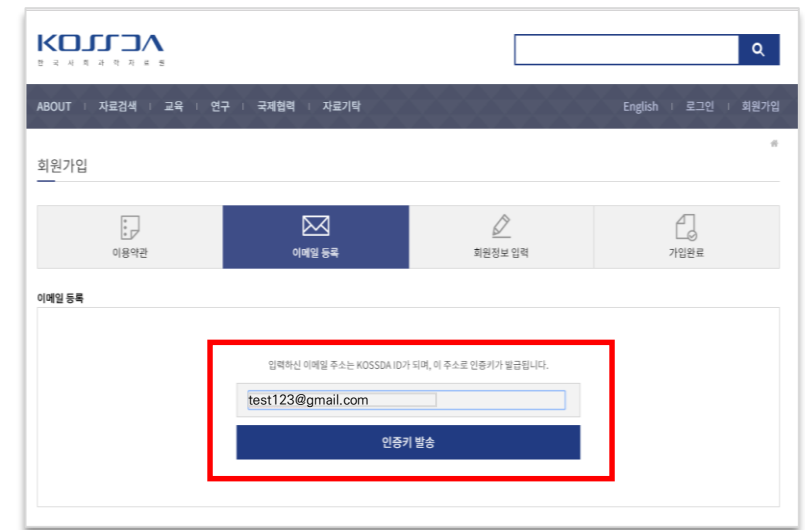 KOSSDA
한국사회과학자료원
ABOUT 자료검색 교육 연구 국제협력 자료기탁 English 로그인 회원가입
회원가입
이용약관 이메일 등록 회원정보 입력 가입완료
이메일 등록
입력하신 이메일 주소는 KOSSDA ID가 되며, 이 주소로 인증키가 발급됩니다.
test123@gmail.com
인증키 발송